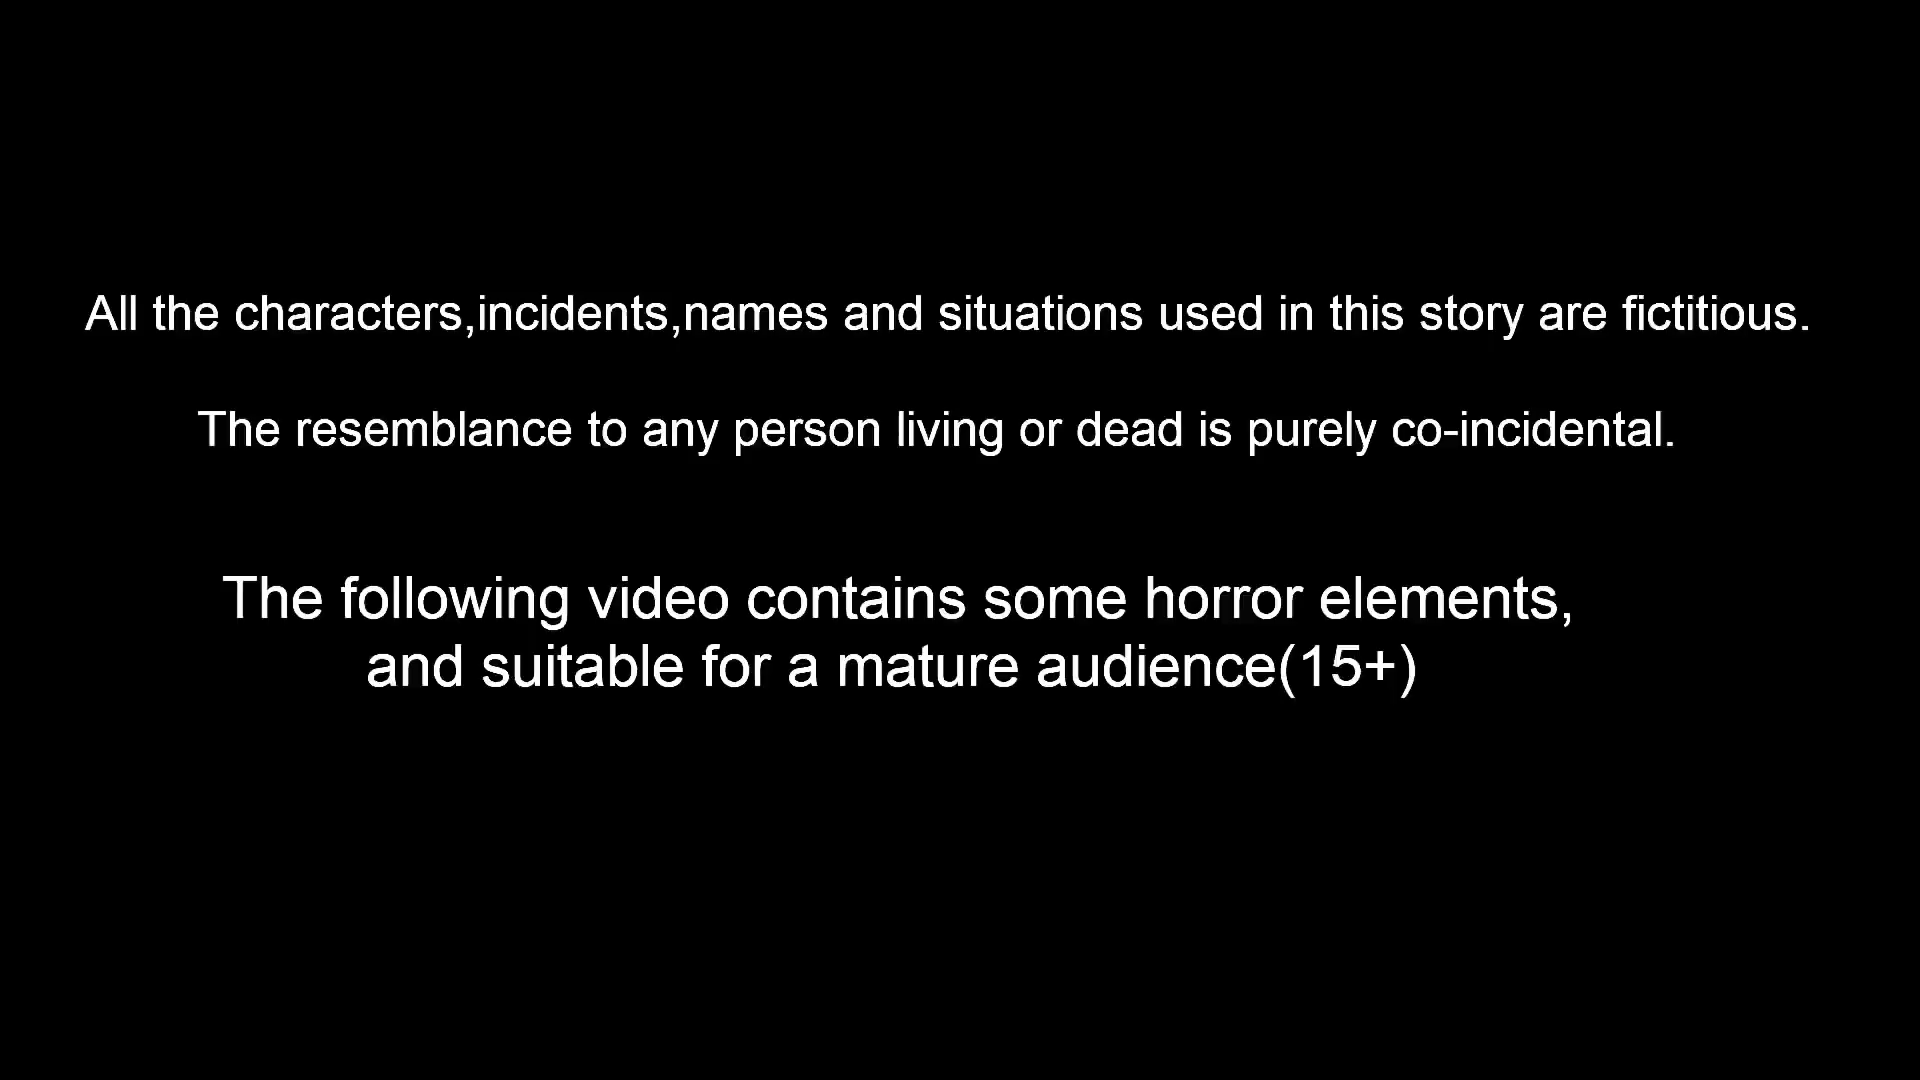 All the characters,incidents,names and situations used in this story are fictitious.
The resemblance to any person living or dead is purely co-incidental.
The following video contains some horror elements,
and suitable for a mature audience(15+)